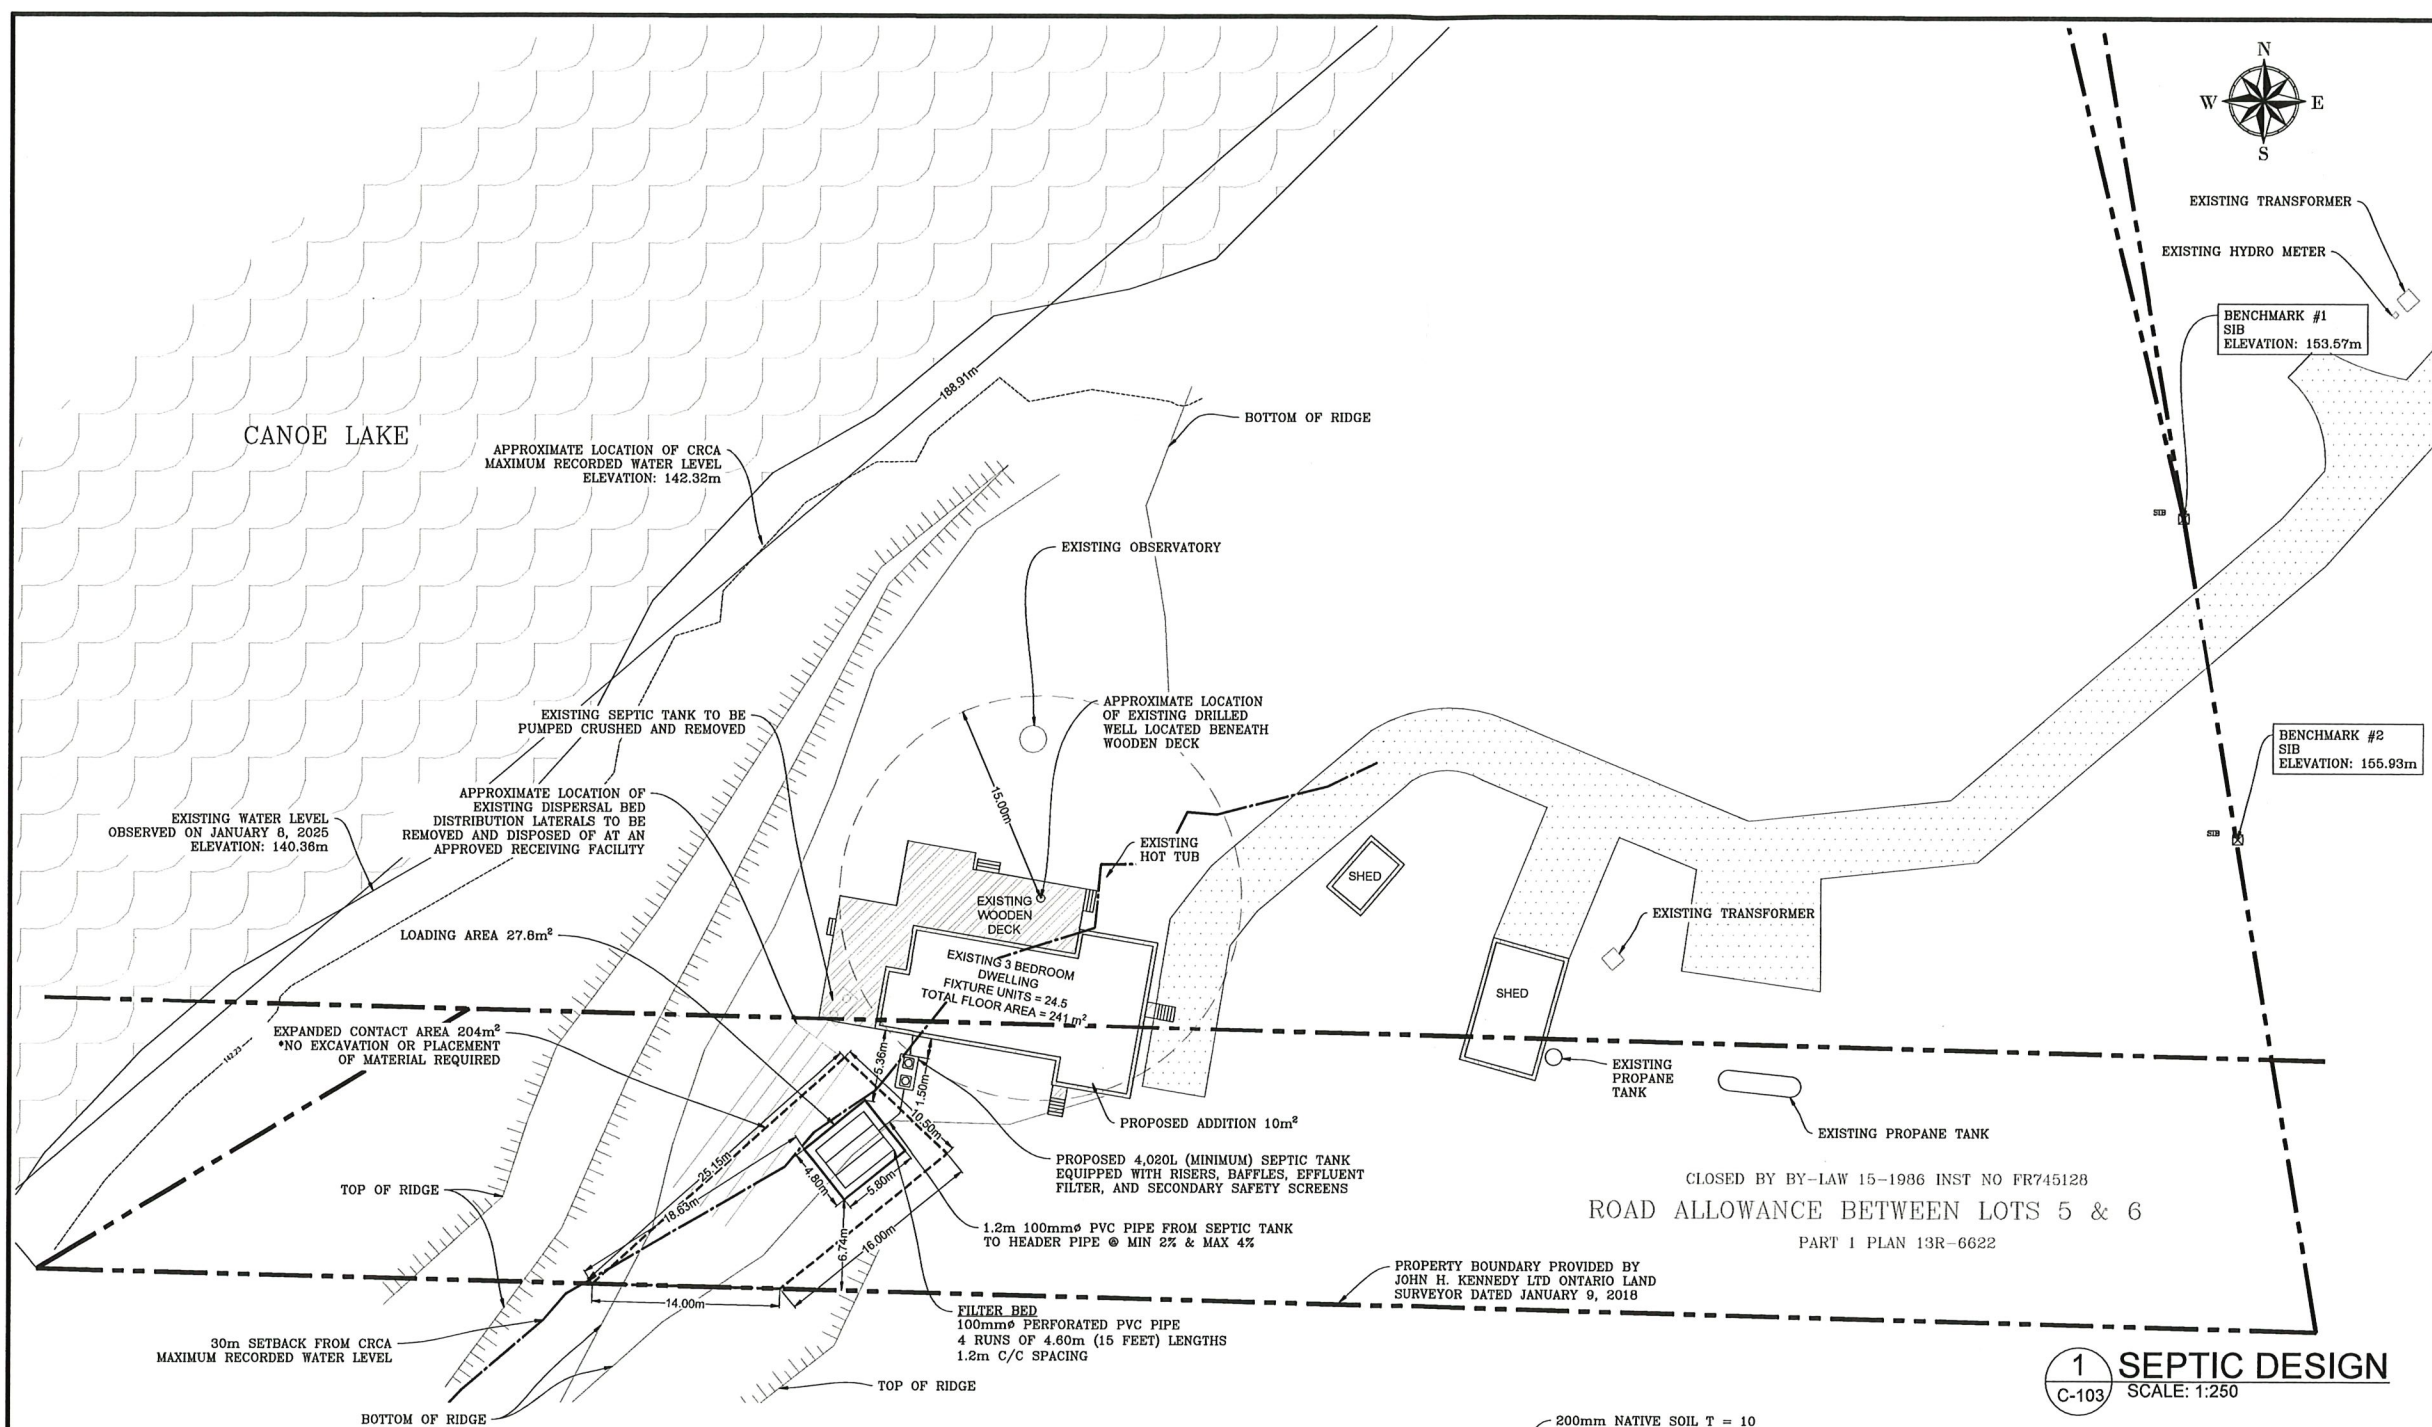 N
W E
S
EXISTING TRANSFORMER
EXISTING HYDRO METER
BENCHMARK #1
SIB
ELEVATION: 153.57m
188.91m
BOTTOM OF RIDGE
CANOE LAKE
APPROXIMATE LOCATION OF CRCA
MAXIMUM RECORDED WATER LEVEL
ELEVATION: 142.32m
SIB
EXISTING OBSERVATORY
EXISTING SEPTIC TANK TO BE
PUMPED CRUSHED AND REMOVED
APPROXIMATE LOCATION
OF EXISTING DRILLED
WELL LOCATED BENEATH
WOODEN DECK
BENCHMARK #2
SIB
ELEVATION: 155.93m
15.00m
APPROXIMATE LOCATION OF
EXISTING DISPERSAL BED
DISTRIBUTION LATERALS TO BE
REMOVED AND DISPOSED OF AT AN
APPROVED RECEIVING FACILITY
EXISTING WATER LEVEL
OBSERVED ON JANUARY 8, 2025
ELEVATION: 140.36m
EXISTING
HOT TUB
SIB
SHED
EXISTING
WOODEN
DECK
EXISTING TRANSFORMER
LOADING AREA 27.8m²
EXISTING 3 BEDROOM
DWELLING
FIXTURE UNITS = 24.5
TOTAL FLOOR AREA = 241 m²
SHED
EXPANDED CONTACT AREA 204m²
*NO EXCAVATION OR PLACEMENT
OF MATERIAL REQUIRED
142.23
5.36m
1.50m
10.50m
EXISTING
PROPANE
TANK
PROPOSED ADDITION 10m²
EXISTING PROPANE TANK
25.15m
18.63m
4.80m
5.80m
6.74m
16.00m
14.00m
PROPOSED 4,020L (MINIMUM) SEPTIC TANK
EQUIPPED WITH RISERS, BAFFLES, EFFLUENT
FILTER, AND SECONDARY SAFETY SCREENS
TOP OF RIDGE
CLOSED BY BY-LAW 15-1986 INST NO FR745128
ROAD ALLOWANCE BETWEEN LOTS 5 & 6
PART 1 PLAN 13R-6622
1.2m 100mmø PVC PIPE FROM SEPTIC TANK
TO HEADER PIPE @ MIN 2% & MAX 4%
PROPERTY BOUNDARY PROVIDED BY
JOHN H. KENNEDY LTD ONTARIO LAND
SURVEYOR DATED JANUARY 9, 2018
FILTER BED
100mmø PERFORATED PVC PIPE
4 RUNS OF 4.60m (15 FEET) LENGTHS
1.2m C/C SPACING
30m SETBACK FROM CRCA
MAXIMUM RECORDED WATER LEVEL
TOP OF RIDGE
BOTTOM OF RIDGE
1 SEPTIC DESIGN
C-103 SCALE: 1:250
200mm NATIVE SOIL T = 10